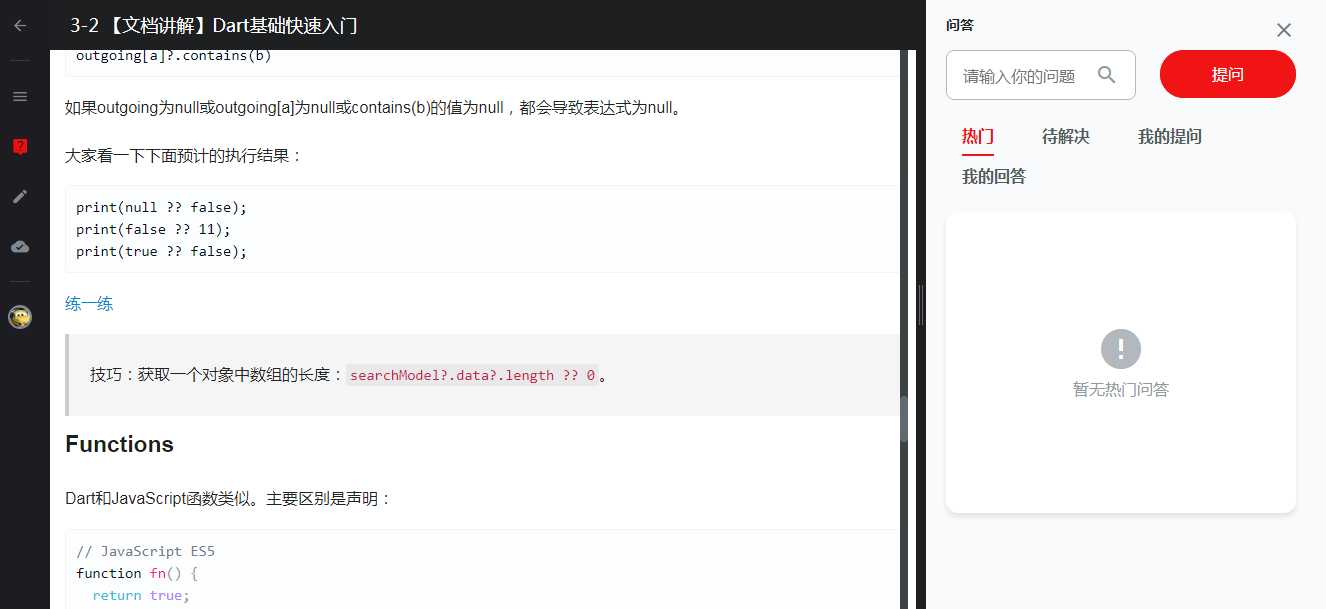 3-2 【文档讲解】Dart基础快速入门
outgoing[a]?.contains(b)
如果outgoing为null或outgoing[a]为null或contains(b)的值为null，都会导致表达式为null。
大家看一下下面预计的执行结果：
print(null ?? false);
print(false ?? 11);
print(true ?? false);
练一练
技巧：获取一个对象中数组的长度：searchModel?.data?.length ?? 0。
Functions
Dart和JavaScript函数类似。主要区别是声明：
// JavaScript ES5
function fn() {
return true;
问答
请输入你的问题
提问
热门 待解决 我的提问
我的回答
暂无热门问答